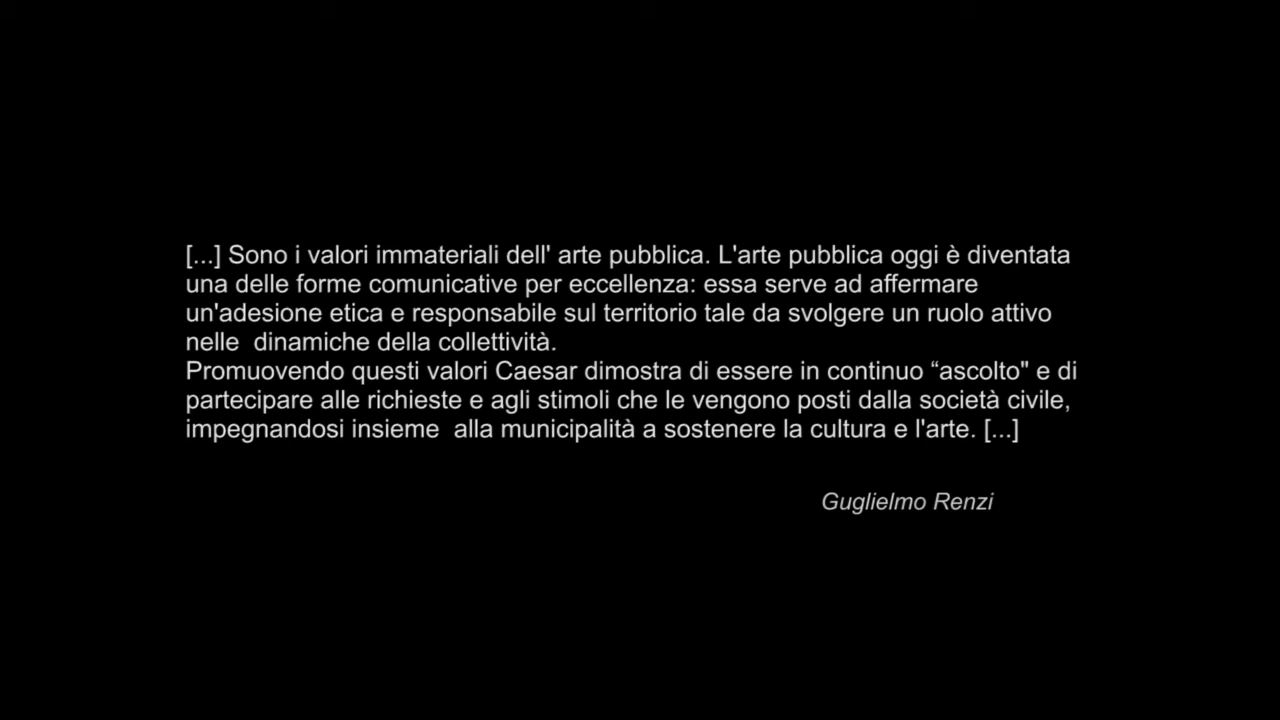 [...] Sono i valori immateriali dell' arte pubblica. L'arte pubblica oggi è diventata
una delle forme comunicative per eccellenza: essa serve ad affermare
un'adesione etica e responsabile sul territorio tale da svolgere un ruolo attivo
nelle  dinamiche della collettività.
Promuovendo questi valori Caesar dimostra di essere in continuo “ascolto" e di
partecipare alle richieste e agli stimoli che le vengono posti dalla società civile,
impegnandosi insieme  alla municipalità a sostenere la cultura e l'arte. [...]
Guglielmo Renzi